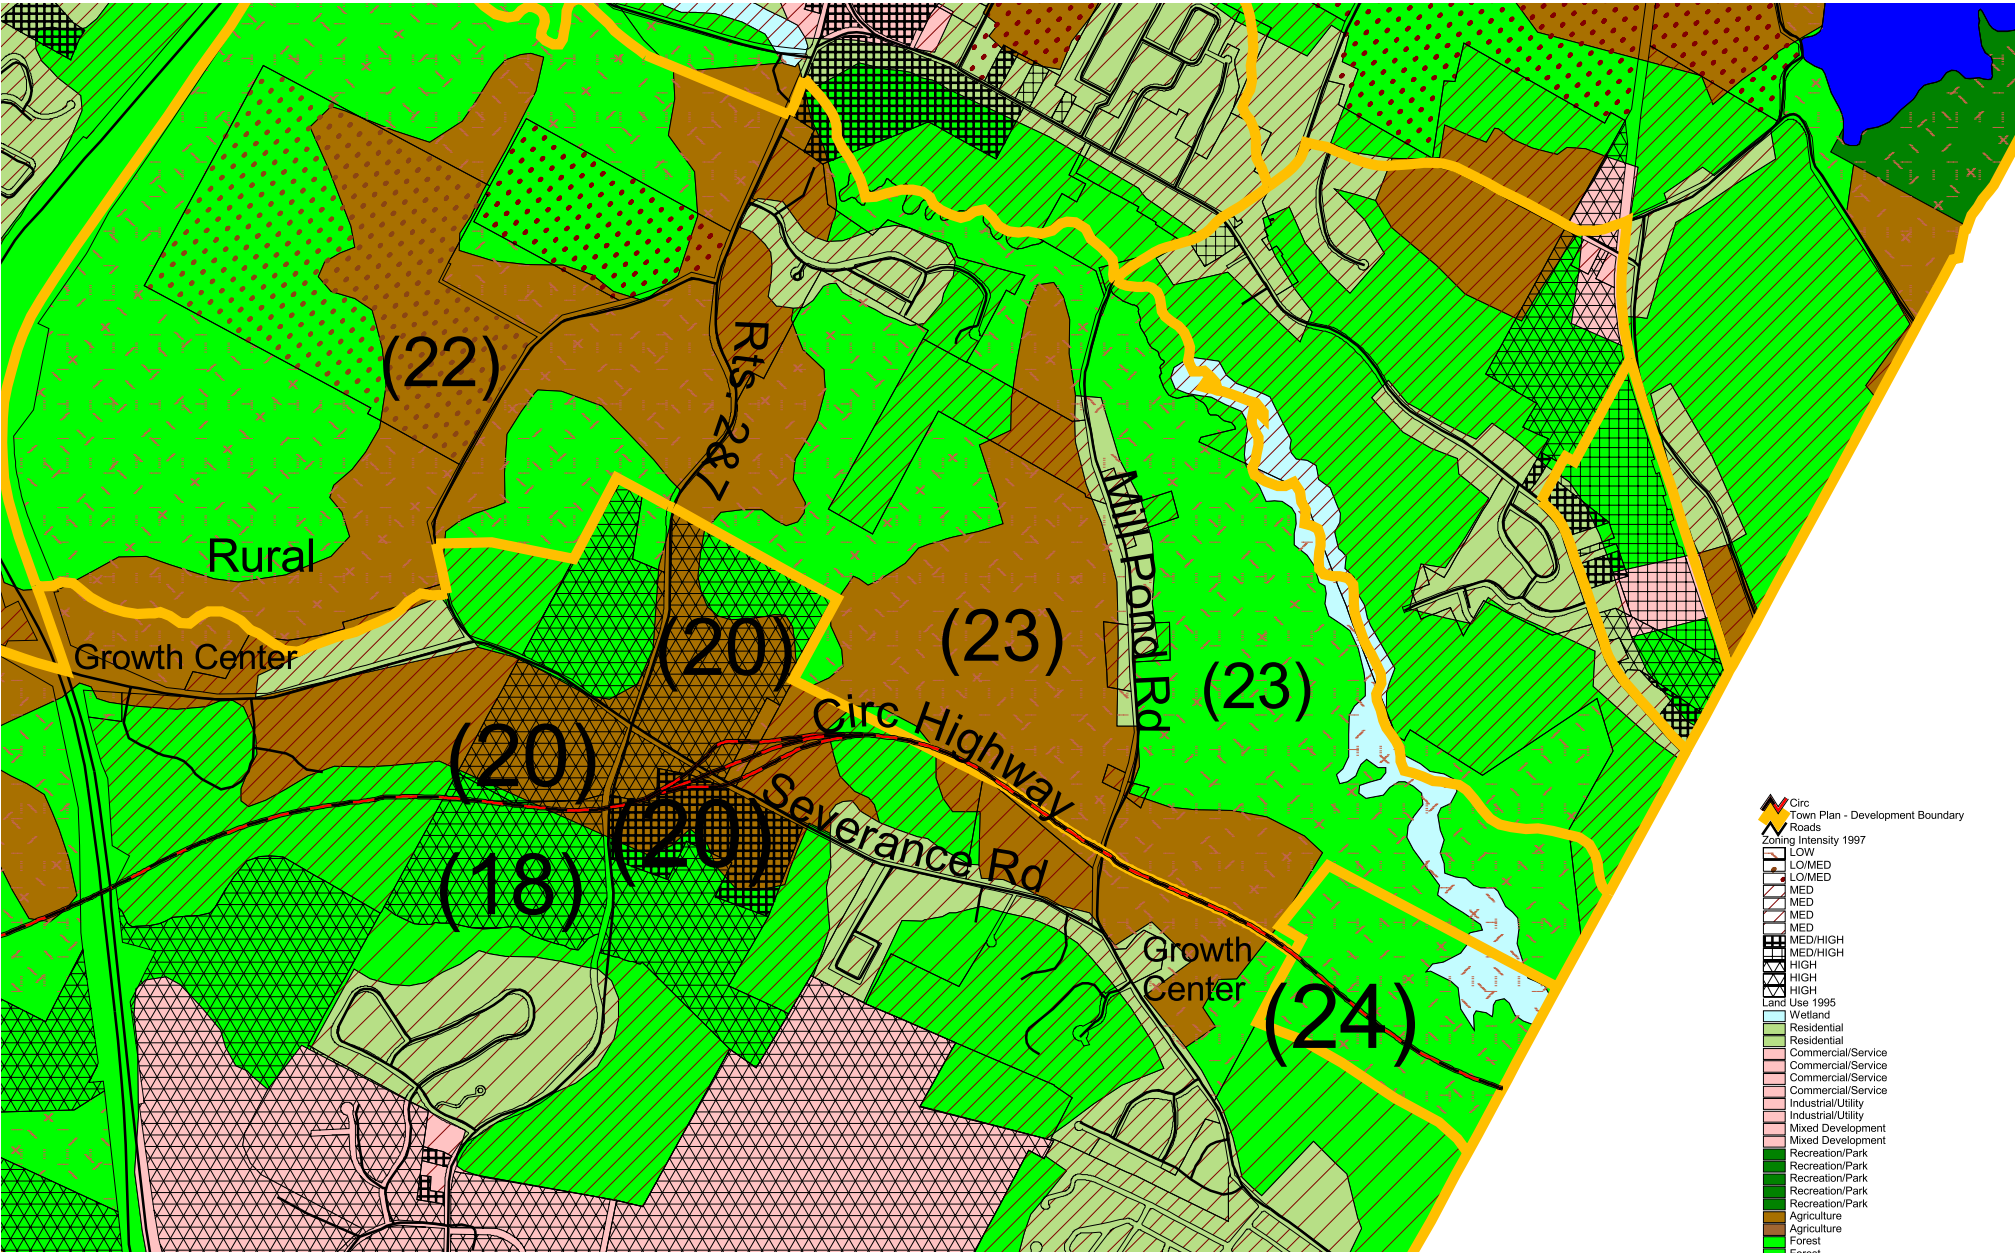 (22)
Rts. 2&7
Rural
Mill Pond Rd
Growth Center
(20)
(23)
(23)
(20)
Circ Highway
(20)
Severance Rd
(18)
Growth
Center
(24)
Circ
Town Plan - Development Boundary
Roads
Zoning Intensity 1997
LOW
LO/MED
LO/MED
MED
MED
MED
MED
MED/HIGH
MED/HIGH
HIGH
HIGH
HIGH
Land Use 1995
Wetland
Residential
Residential
Commercial/Service
Commercial/Service
Commercial/Service
Commercial/Service
Industrial/Utility
Industrial/Utility
Mixed Development
Mixed Development
Recreation/Park
Recreation/Park
Recreation/Park
Recreation/Park
Recreation/Park
Agriculture
Agriculture
Forest
Forest